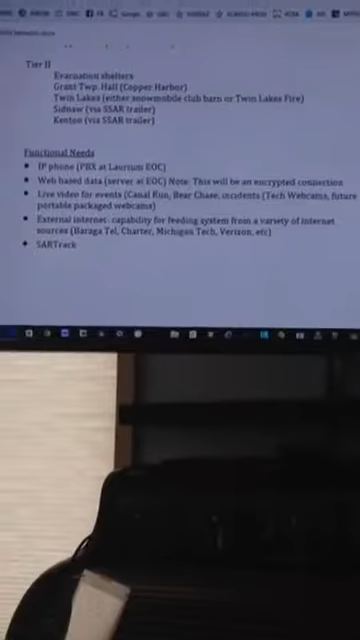 Tier II
Evacuation shelters
Grant Twp. Hall (Copper Harbor)
Twin Lakes (either snowmobile club barn or Twin Lakes Fire)
Sidnaw (via SSAR trailer)
Kenton (via SSAR trailer)
Functional Needs
• IP phone (PBX at Laurium EOC)
• Web based data (server at EOC) Note: This will be an encrypted connection
• Live video for events (Canal Run, Bear Chase, incidents (Tech Webcams, future
portable packaged webcams)
• External internet: capability for feeding system from a variety of internet
sources (Baraga Tel, Charter, Michigan Tech, Verizon, etc)
• SARTrack